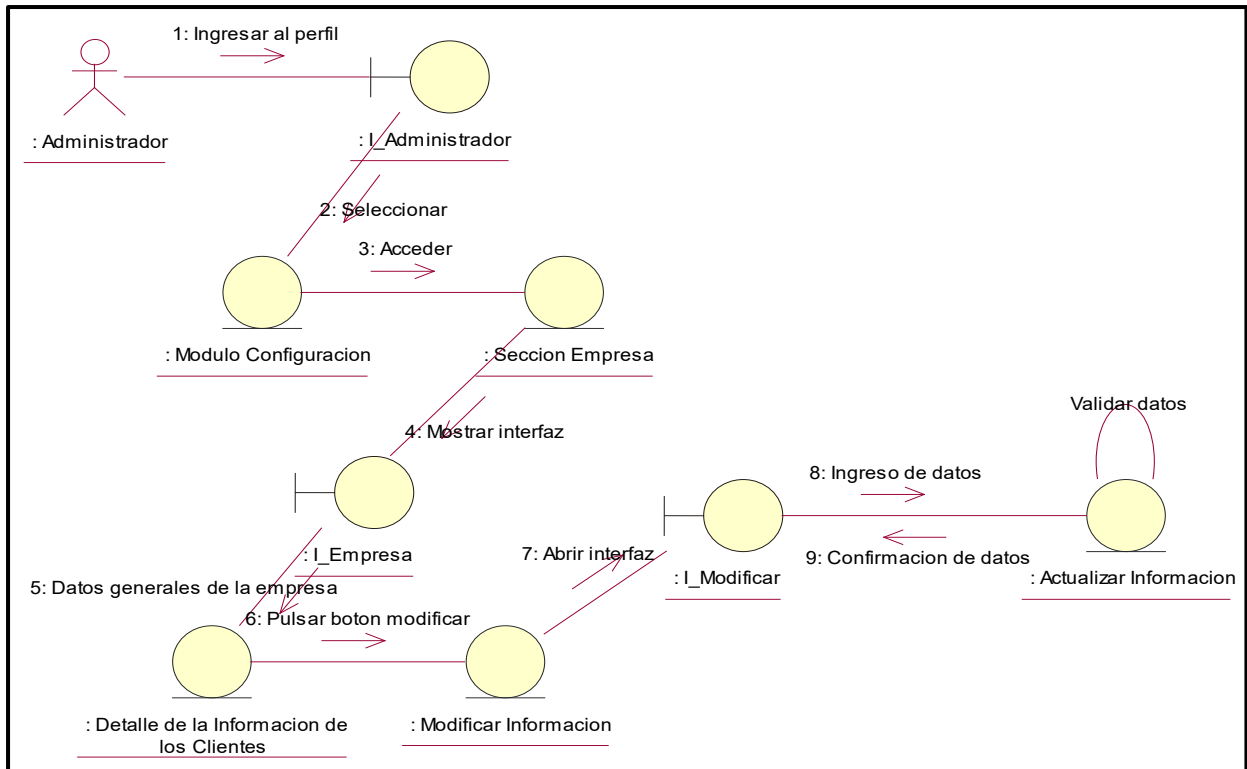 1: Ingresar al perfil
: Administrador
: I_Administrador
2: Seleccionar
3: Acceder
: Modulo Configuracion
: Seccion Empresa
4: Mostrar interfaz
Validar datos
8: Ingreso de datos
: I_Empresa
7: Abrir interfaz
9: Confirmacion de datos
: I_Modificar
: Actualizar Informacion
5: Datos generales de la empresa
6: Pulsar boton modificar
: Detalle de la Informacion de
los Clientes
: Modificar Informacion